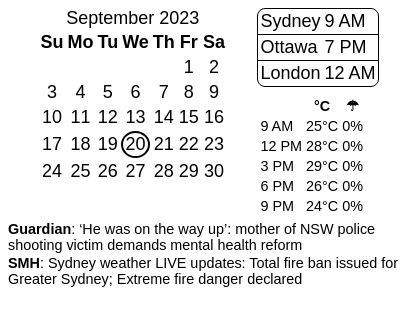 September 2023
Su Mo Tu We Th Fr Sa
1 2
3 4 5 6 7 8 9
10 11 12 13 14 15 16
17 18 19 20 21 22 23
24 25 26 27 28 29 30
Sydney 9 AM
Ottawa 7 PM
London 12 AM
°C ☂
9 AM 25°C 0%
12 PM 28°C 0%
3 PM 29°C 0%
6 PM 26°C 0%
9 PM 24°C 0%
Guardian: ‘He was on the way up’: mother of NSW police
shooting victim demands mental health reform
SMH: Sydney weather LIVE updates: Total fire ban issued for
Greater Sydney; Extreme fire danger declared